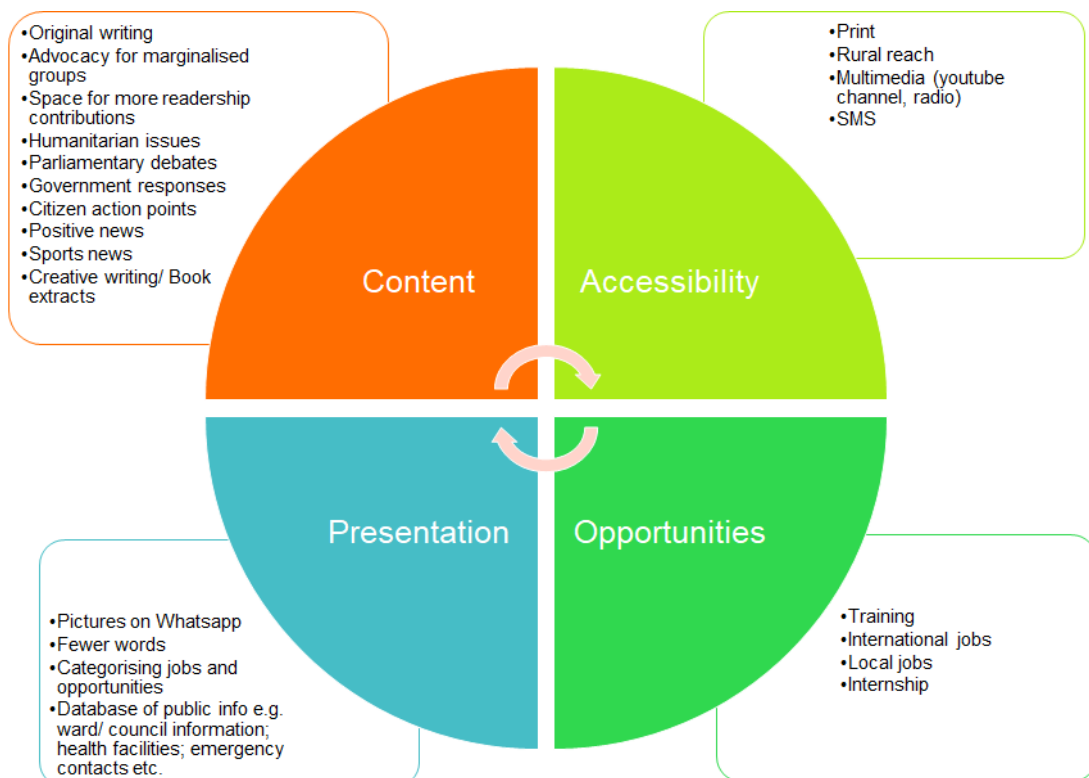 •Original writing
•Advocacy for marginalised
groups
•Space for more readership
contributions
•Humanitarian issues
•Parliamentary debates
•Government responses
•Citizen action points
•Positive news
•Sports news
•Creative writing/ Book
extracts
•Print
•Rural reach
•Multimedia (youtube
channel, radio)
•SMS
Content
Accessibility
Presentation
Opportunities
•Pictures on Whatsapp
•Fewer words
•Categorising jobs and
opportunities
•Database of public info e.g.
ward/ council information;
health facilities; emergency
contacts etc.
•Training
•International jobs
•Local jobs
•Internship